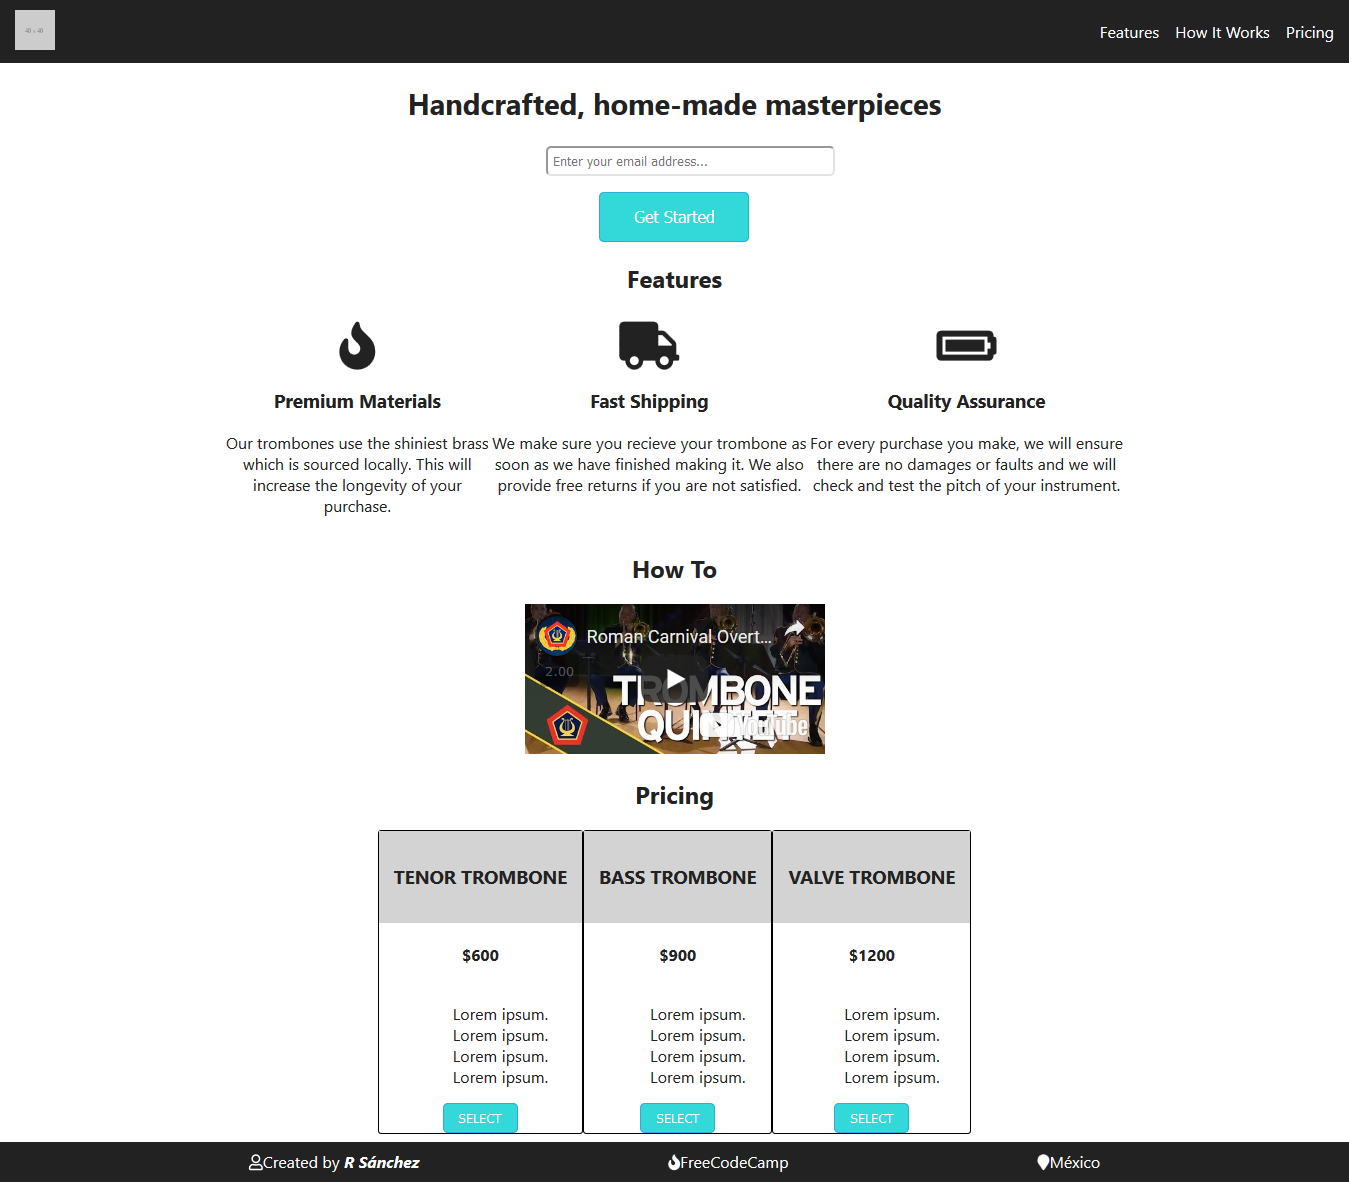 40 x 40
Features How It Works Pricing
Handcrafted, home-made masterpieces
Enter your email address...
Get Started
Features
Premium Materials
Our trombones use the shiniest brass
which is sourced locally. This will
increase the longevity of your
purchase.
Fast Shipping
We make sure you recieve your trombone as
soon as we have finished making it. We also
provide free returns if you are not satisfied.
Quality Assurance
For every purchase you make, we will ensure
there are no damages or faults and we will
check and test the pitch of your instrument.
How To
Roman Carnival Overt...
2.00
TROMBONE
QUINTET
YouTube
Pricing
TENOR TROMBONE
$600
Lorem ipsum.
Lorem ipsum.
Lorem ipsum.
Lorem ipsum.
SELECT
BASS TROMBONE
$900
Lorem ipsum.
Lorem ipsum.
Lorem ipsum.
Lorem ipsum.
SELECT
VALVE TROMBONE
$1200
Lorem ipsum.
Lorem ipsum.
Lorem ipsum.
Lorem ipsum.
SELECT
Created by R Sánchez
FreeCodeCamp
México